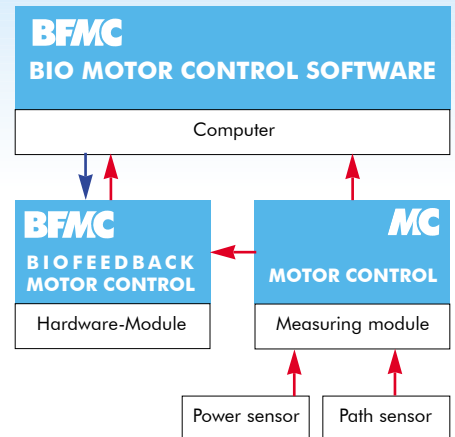 BFMC
BIO MOTOR CONTROL SOFTWARE
Computer
BFMC
BIOFEEDBACK
MOTOR CONTROL
Hardware-Module
MC
MOTOR CONTROL
Measuring module
Power sensor
Path sensor